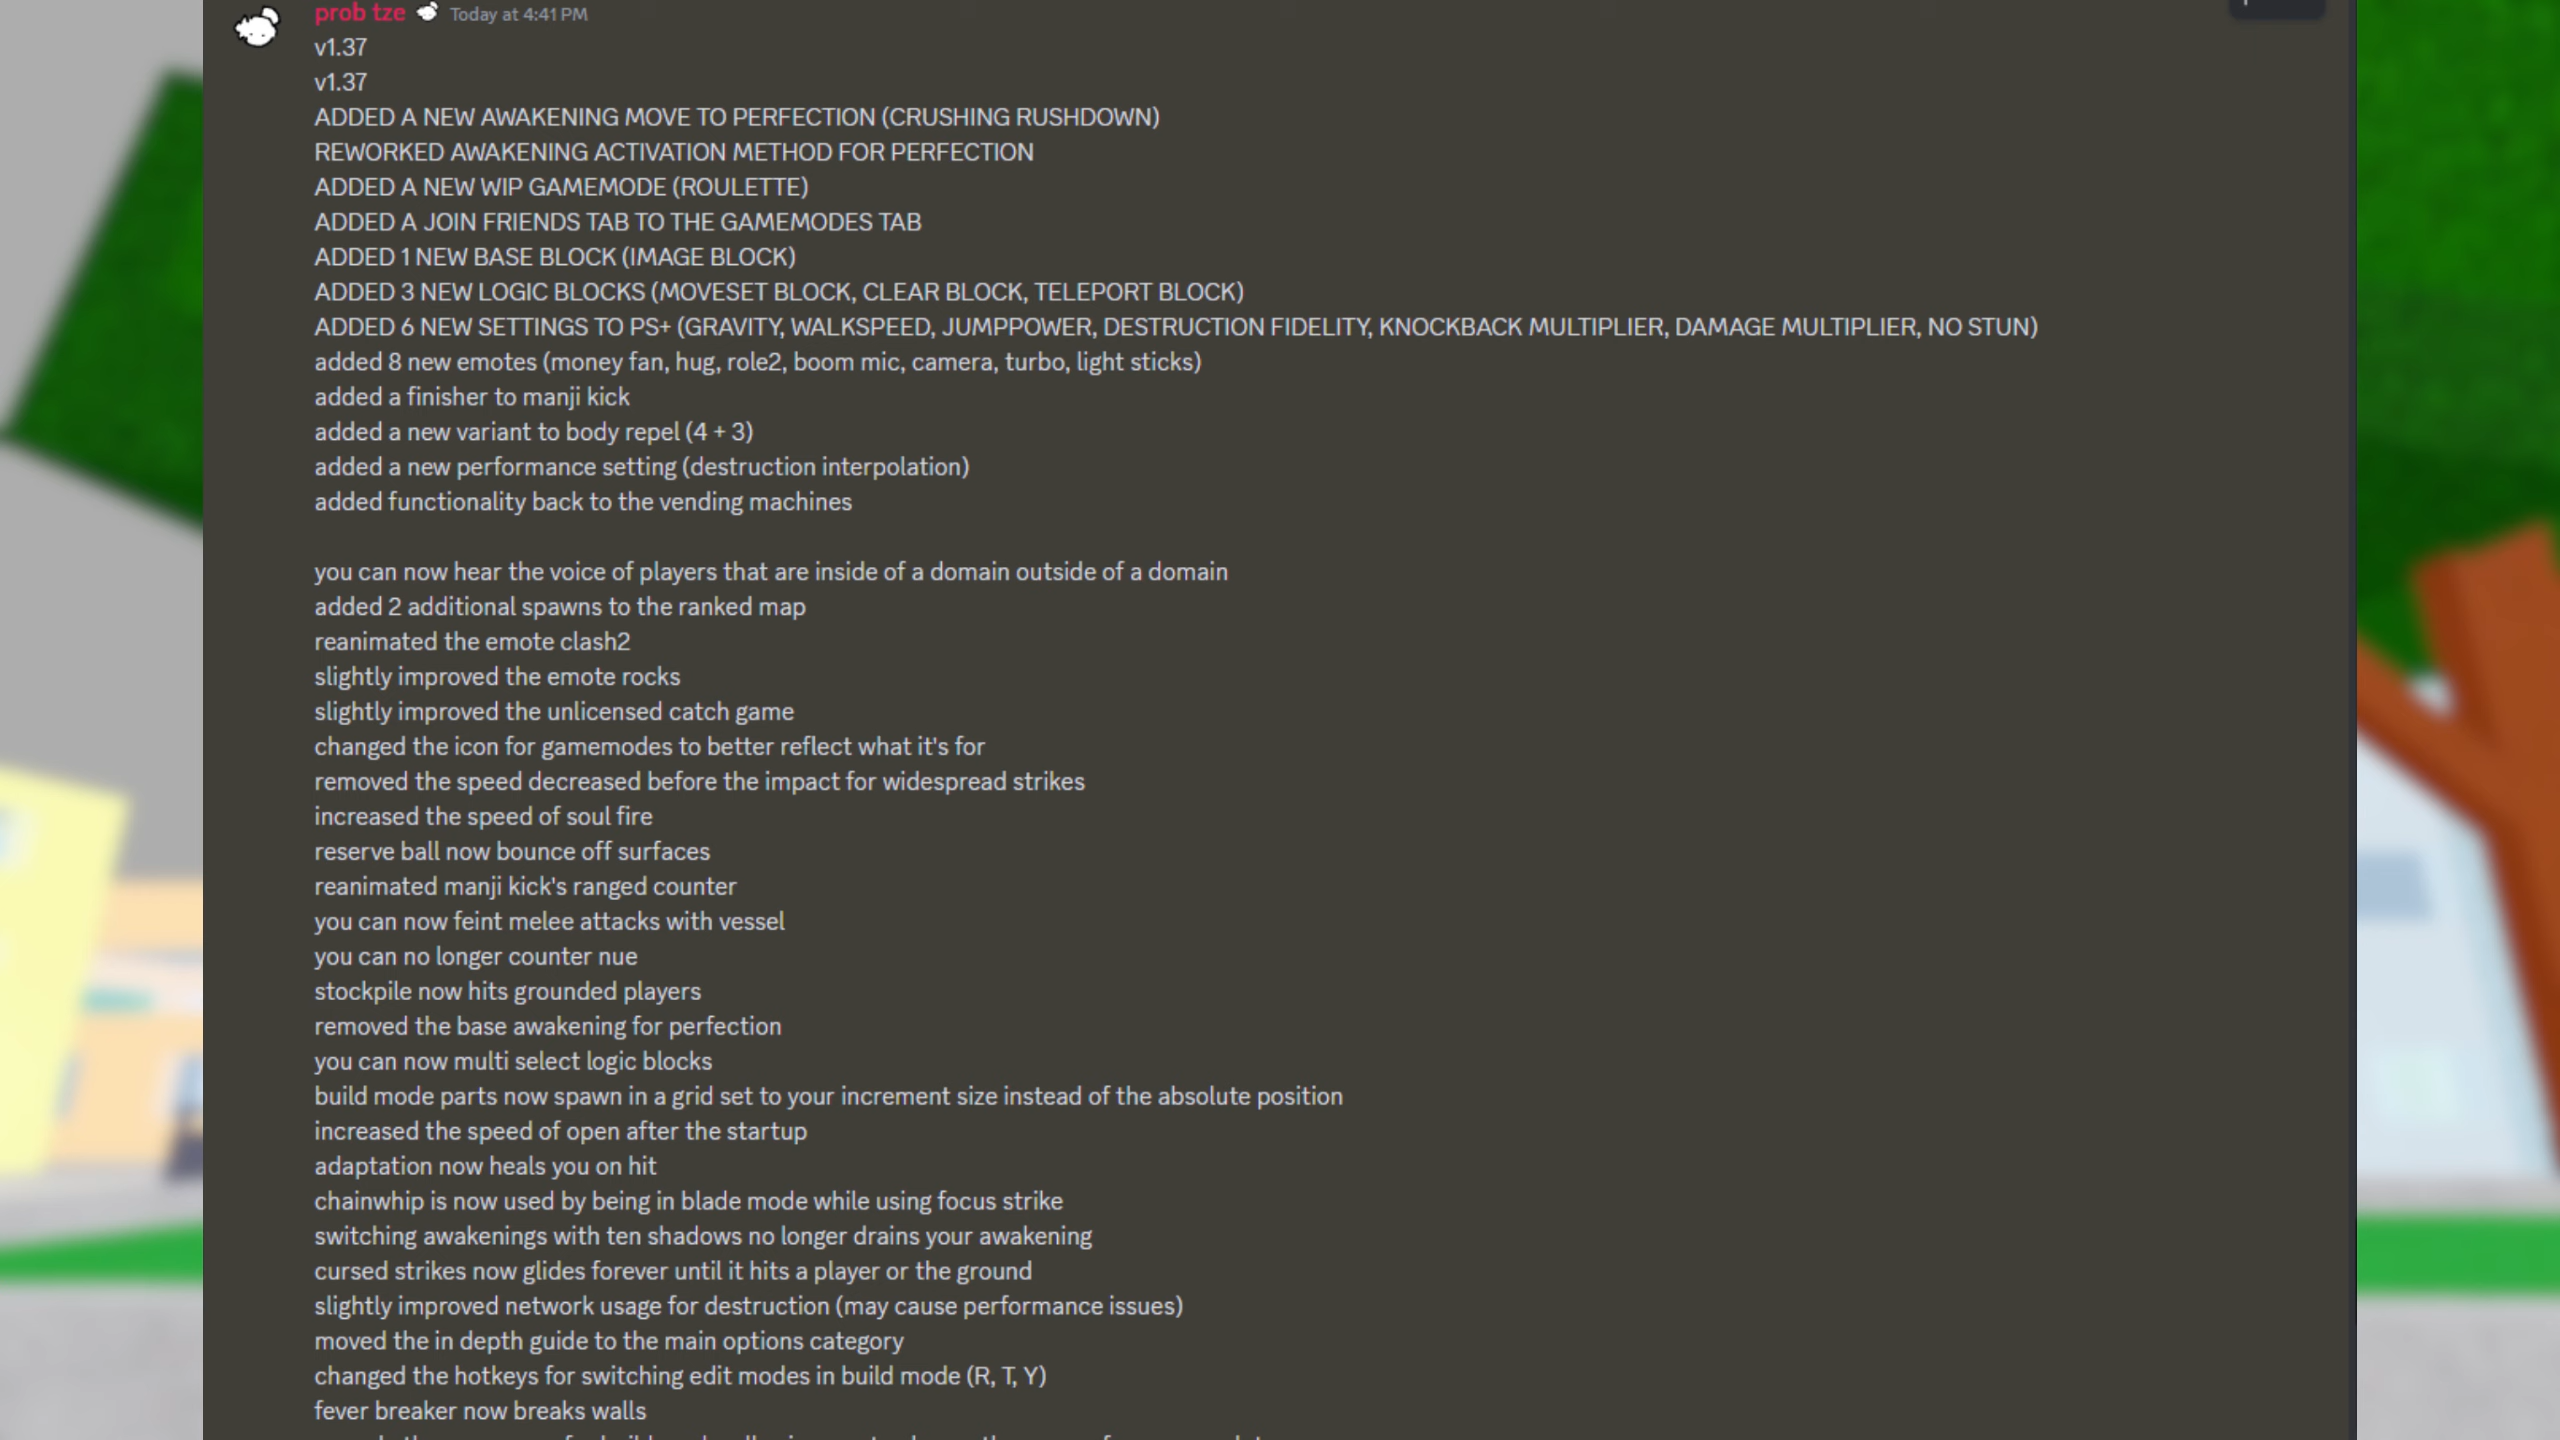 prob tze Today at 4:41 PM
v1.37
v1.37
ADDED A NEW AWAKENING MOVE TO PERFECTION (CRUSHING RUSHDOWN)
REWORKED AWAKENING ACTIVATION METHOD FOR PERFECTION
ADDED A NEW WIP GAMEMODE (ROULETTE)
ADDED A JOIN FRIENDS TAB TO THE GAMEMODES TAB
ADDED 1 NEW BASE BLOCK (IMAGE BLOCK)
ADDED 3 NEW LOGIC BLOCKS (MOVESET BLOCK, CLEAR BLOCK, TELEPORT BLOCK)
ADDED 6 NEW SETTINGS TO PS+ (GRAVITY, WALKSPEED, JUMPPOWER, DESTRUCTION FIDELITY, KNOCKBACK MULTIPLIER, DAMAGE MULTIPLIER, NO STUN)
added 8 new emotes (money fan, hug, role2, boom mic, camera, turbo, light sticks)
added a finisher to manji kick
added a new variant to body repel (4 + 3)
added a new performance setting (destruction interpolation)
added functionality back to the vending machines
you can now hear the voice of players that are inside of a domain outside of a domain
added 2 additional spawns to the ranked map
reanimated the emote clash2
slightly improved the emote rocks
slightly improved the unlicensed catch game
changed the icon for gamemodes to better reflect what it's for
removed the speed decreased before the impact for widespread strikes
increased the speed of soul fire
reserve ball now bounce off surfaces
reanimated manji kick's ranged counter
you can now feint melee attacks with vessel
you can no longer counter nue
stockpile now hits grounded players
removed the base awakening for perfection
you can now multi select logic blocks
build mode parts now spawn in a grid set to your increment size instead of the absolute position
increased the speed of open after the startup
adaptation now heals you on hit
chainwhip is now used by being in blade mode while using focus strike
switching awakenings with ten shadows no longer drains your awakening
cursed strikes now glides forever until it hits a player or the ground
slightly improved network usage for destruction (may cause performance issues)
moved the in depth guide to the main options category
changed the hotkeys for switching edit modes in build mode (R, T, Y)
fever breaker now breaks walls